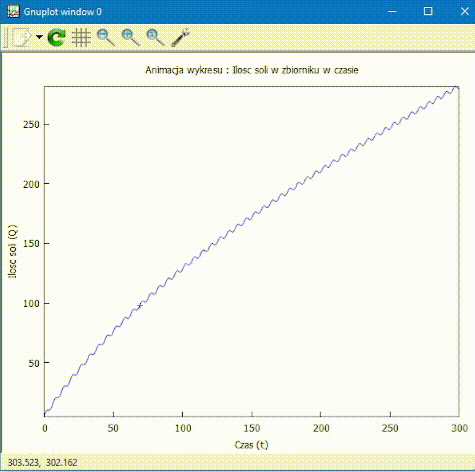 Gnuplot window 0
Animacja wykresu : Ilosc soli w zbiorniku w czasie
250
200
150
100
50
Ilosc soli (Q)
0 50 100 150 200 250 300
Czas (t)
303.523, 302.162